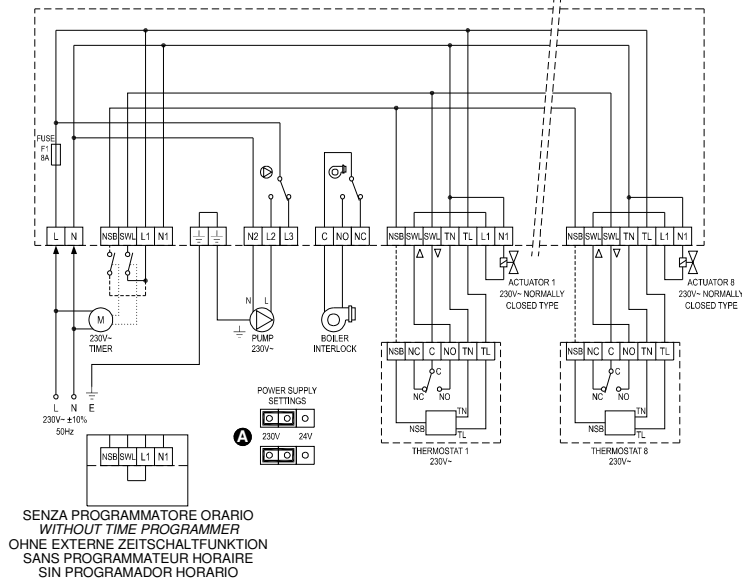 FUSE
F1
8A
L N NSB SWL L1 N1 N2 L2 L3 C NO NC NSB SWL SWL TN TL L1 N1 NSB SWL SWL TN TL L1 N1
ACTUATOR 1
230V~ NORMALLY
CLOSED TYPE
ACTUATOR 8
230V~ NORMALLY
CLOSED TYPE
N L
M
230V~
TIMER
PUMP
230V~
BOILER
INTERLOCK
NSB NC C NO TN TL
C
NC NO
TN
NSB
TL
THERMOSTAT 1
230V~
NSB NC C NO TN TL
C
NC NO
TN
NSB
TL
THERMOSTAT 8
230V~
L N E
230V~ ±10%
50Hz
POWER SUPPLY
SETTINGS
A
230V 24V
NSB SWL L1 N1
SENZA PROGRAMMATORE ORARIO
WITHOUT TIME PROGRAMMER
OHNE EXTERNE ZEITSCHALTFUNKTION
SANS PROGRAMMATEUR HORAIRE
SIN PROGRAMADOR HORARIO